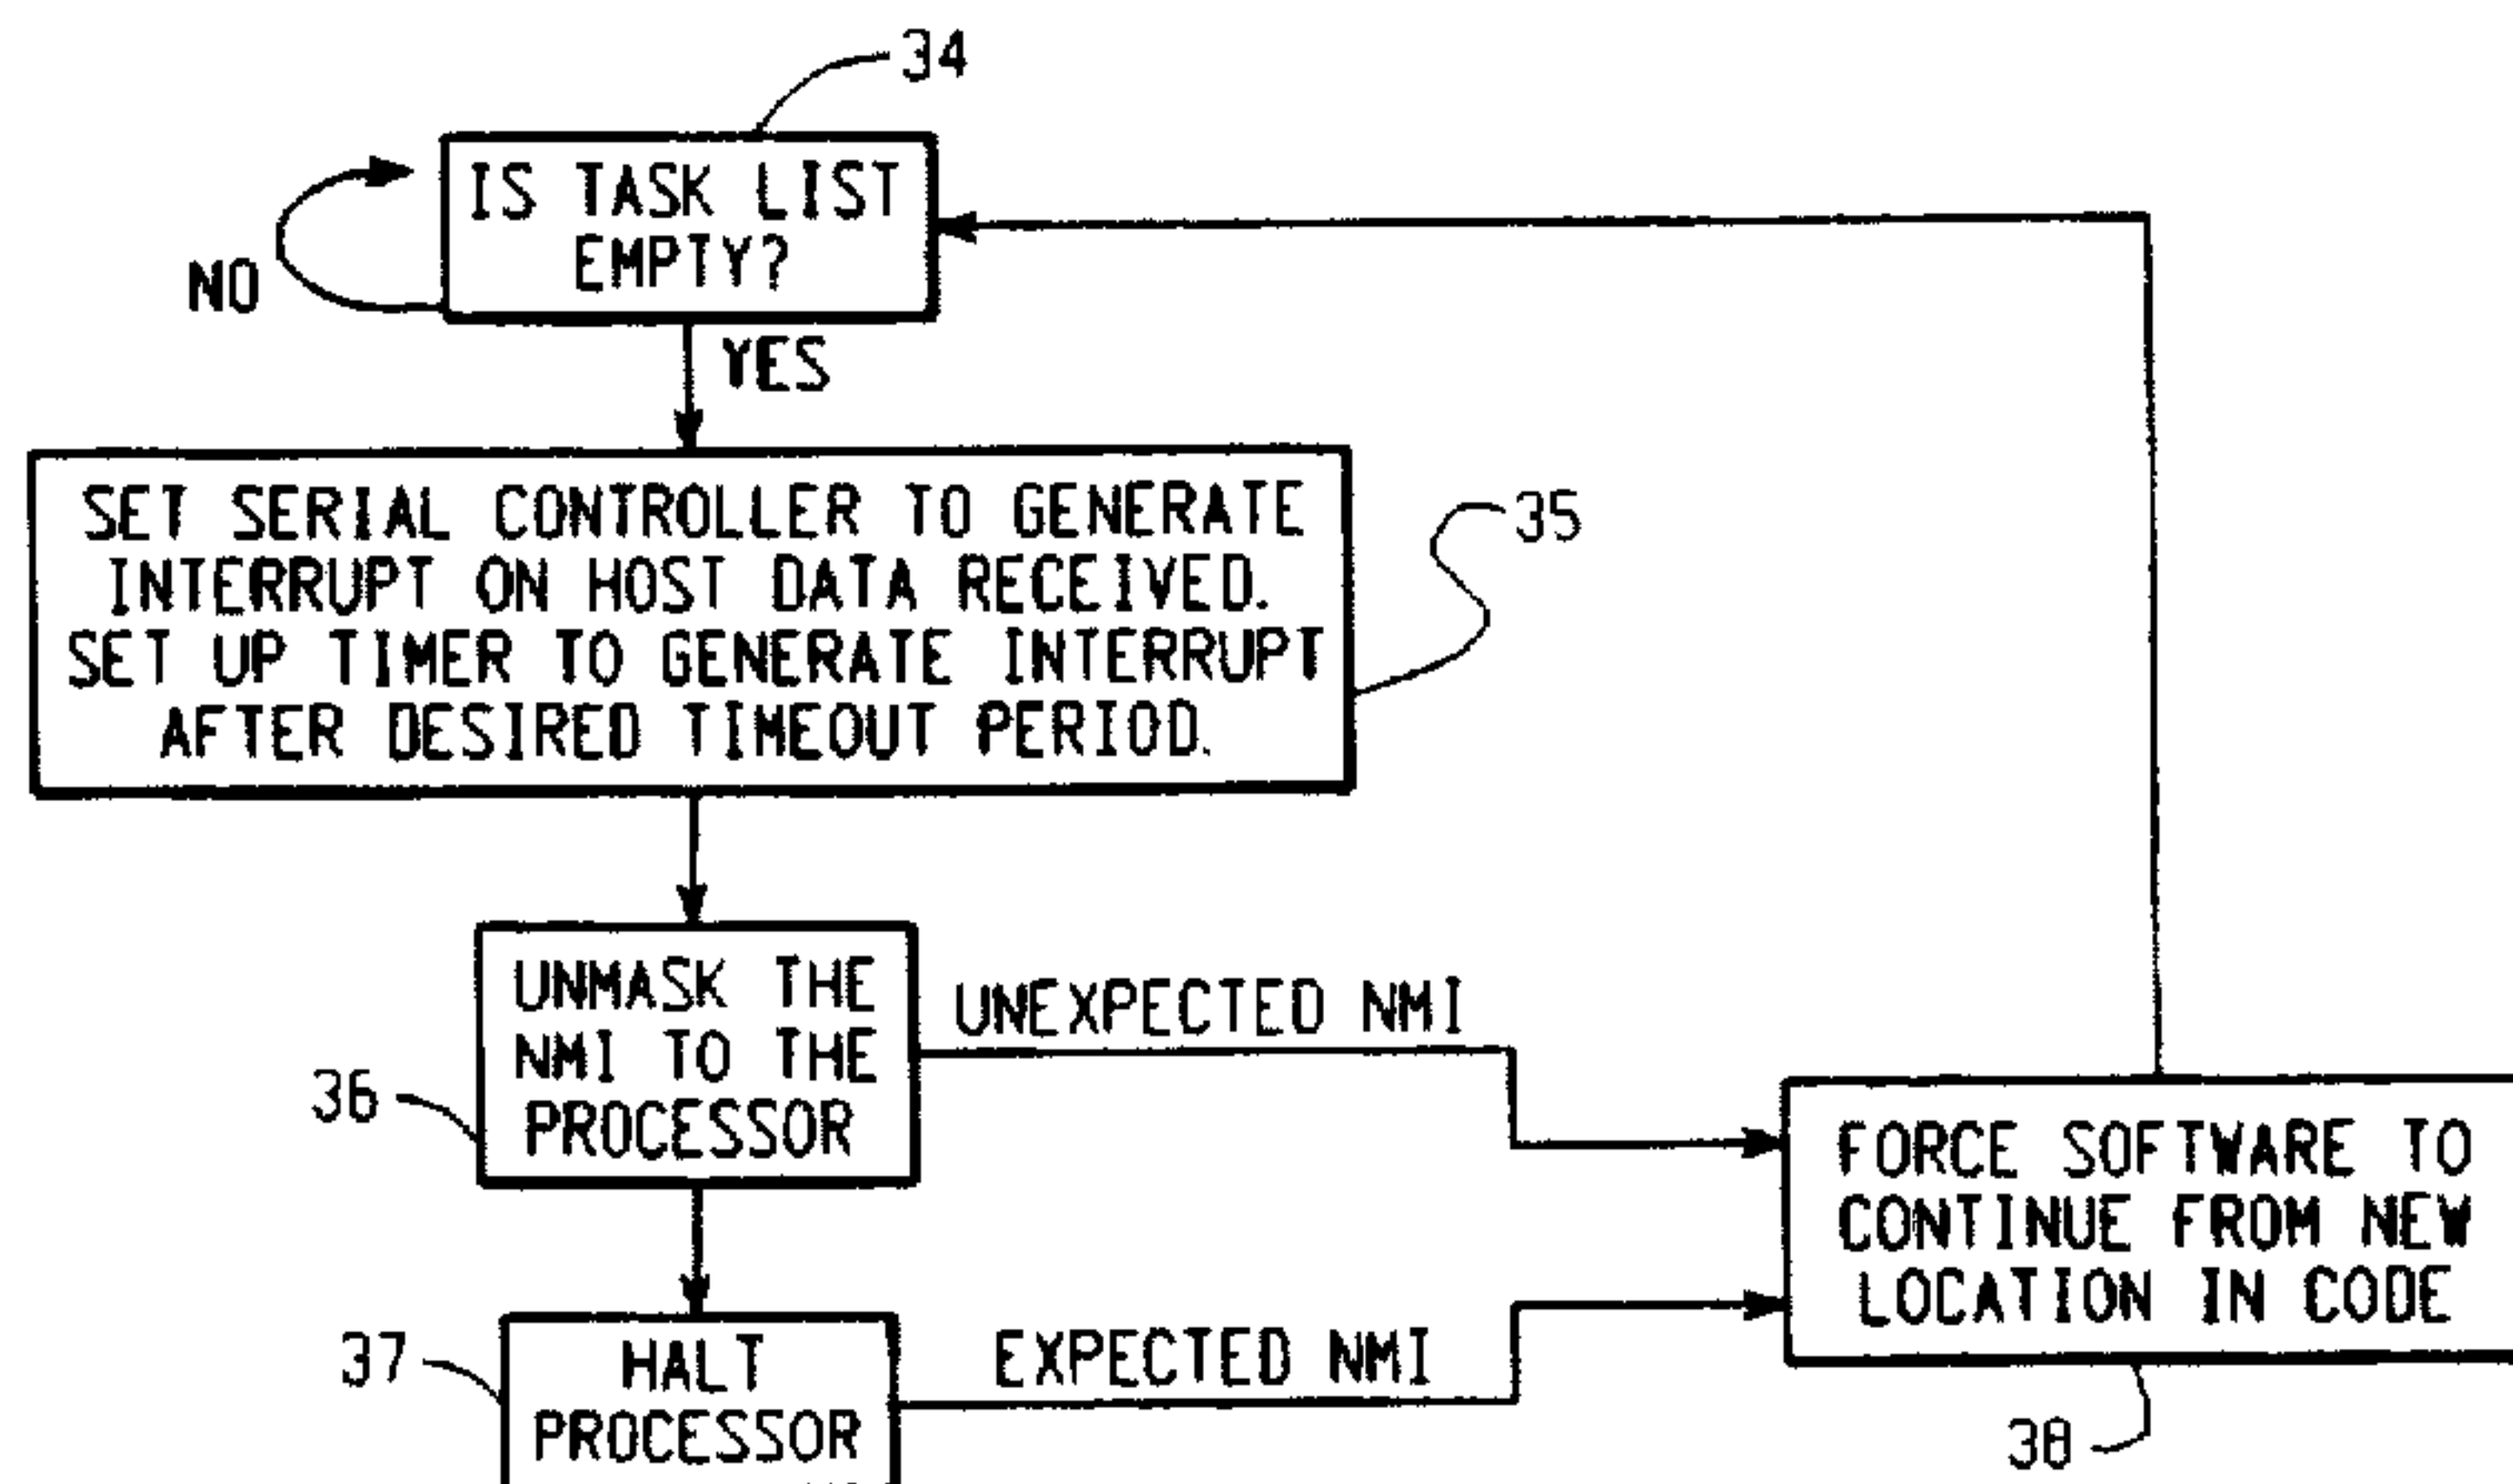 34
IS TASK LIST
EMPTY?
NO
YES
SET SERIAL CONTROLLER TO GENERATE
INTERRUPT ON HOST DATA RECEIVED.
SET UP TIMER TO GENERATE INTERRUPT
AFTER DESIRED TIMEOUT PERIOD.
35
UNMASK THE
NMI TO THE
PROCESSOR
36
UNEXPECTED NMI
FORCE SOFTWARE TO
CONTINUE FROM NEW
LOCATION IN CODE
38
37
HALT
PROCESSOR
EXPECTED NMI